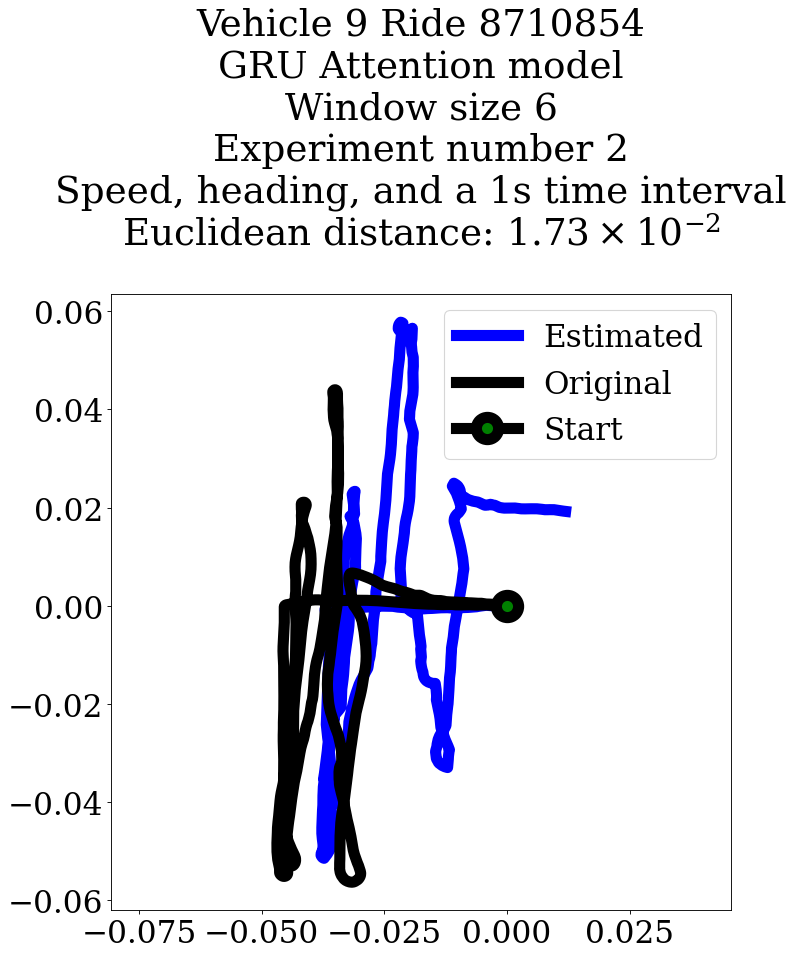 Vehicle 9 Ride 8710854
GRU Attention model
Window size 6
Experiment number 2
Speed, heading, and a 1s time interval
Euclidean distance: 1.73 × 10⁻²
0.06
0.04
0.02
0.00
−0.02
−0.04
−0.06
Estimated
Original
Start
−0.075 −0.050 −0.025 0.000 0.025